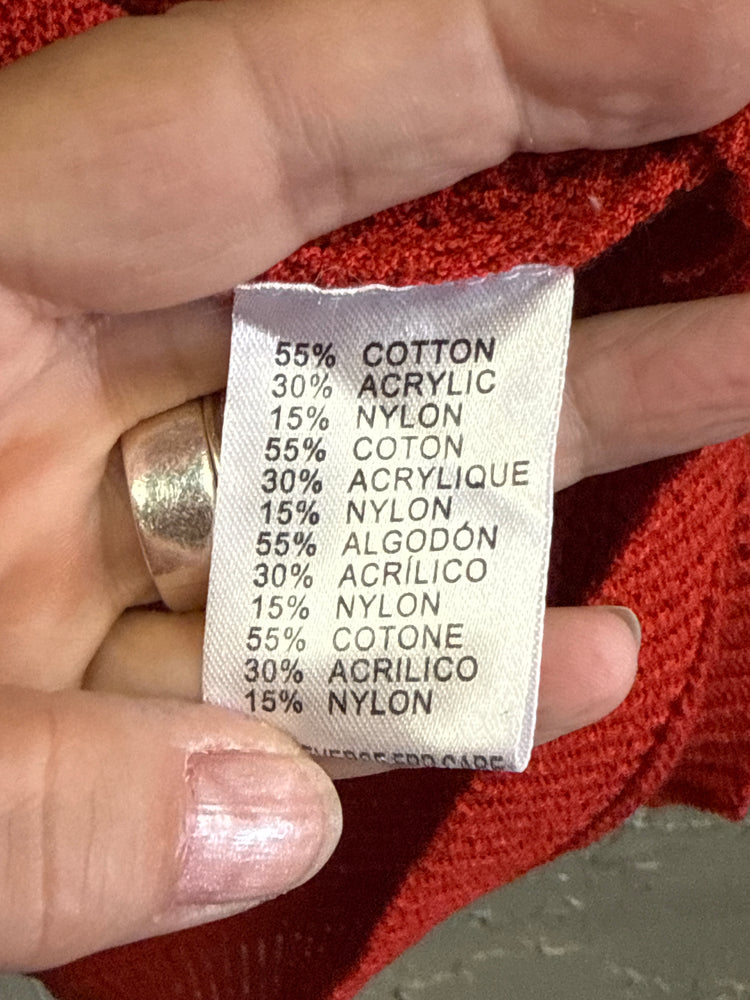 55% COTTON
30% ACRYLIC
15% NYLON
55% COTON
30% ACRYLIQUE
15% NYLON
55% ALGODÓN
30% ACRÍLICO
15% NYLON
55% COTONE
30% ACRILICO
15% NYLON